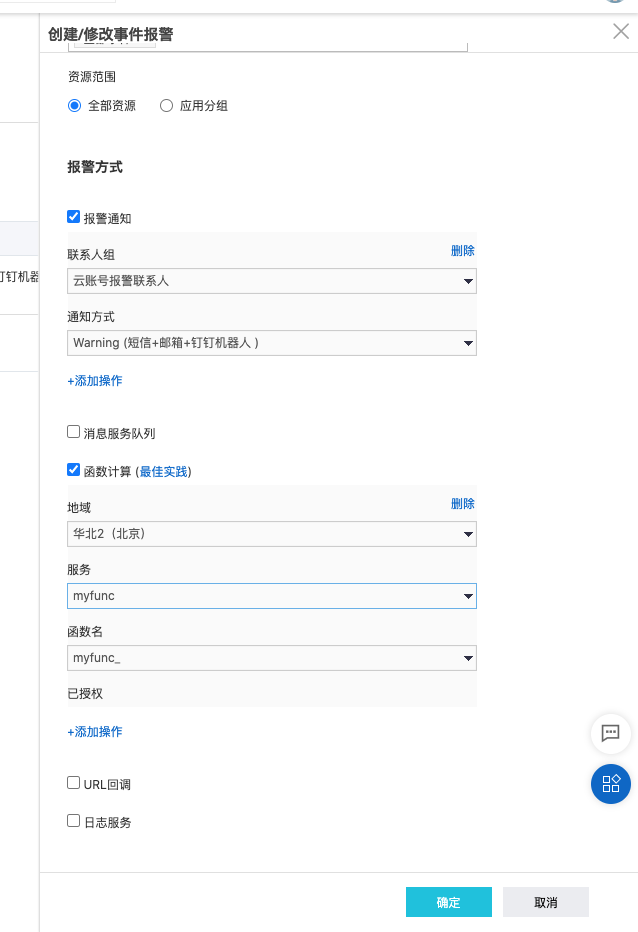 创建/修改事件报警
资源范围
全部资源
应用分组
报警方式
报警通知
联系人组
删除
云账号报警联系人
通知方式
Warning (短信+邮箱+钉钉机器人 )
+添加操作
消息服务队列
函数计算 (最佳实践)
地域
删除
华北2（北京）
服务
myfunc
函数名
myfunc_
已授权
+添加操作
URL回调
日志服务
确定
取消
钉机器